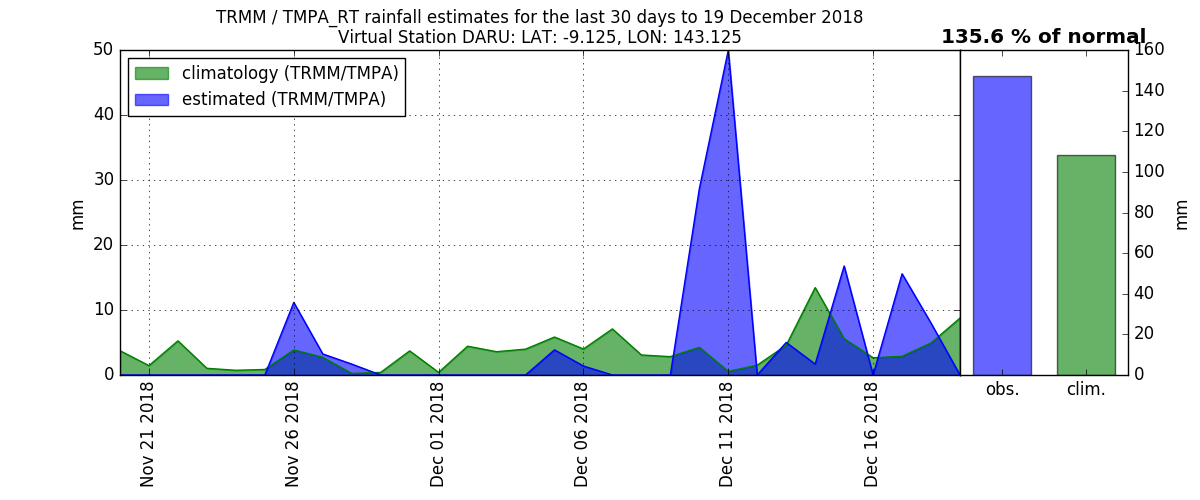 TRMM / TMPA_RT rainfall estimates for the last 30 days to 19 December 2018
Virtual Station DARU: LAT: -9.125, LON: 143.125
135.6 % of normal
climatology (TRMM/TMPA)
estimated (TRMM/TMPA)
50
40
30
20
10
0
mm
Nov 21 2018
Nov 26 2018
Dec 01 2018
Dec 06 2018
Dec 11 2018
Dec 16 2018
160
140
120
100
80
60
40
20
0
mm
obs.
clim.